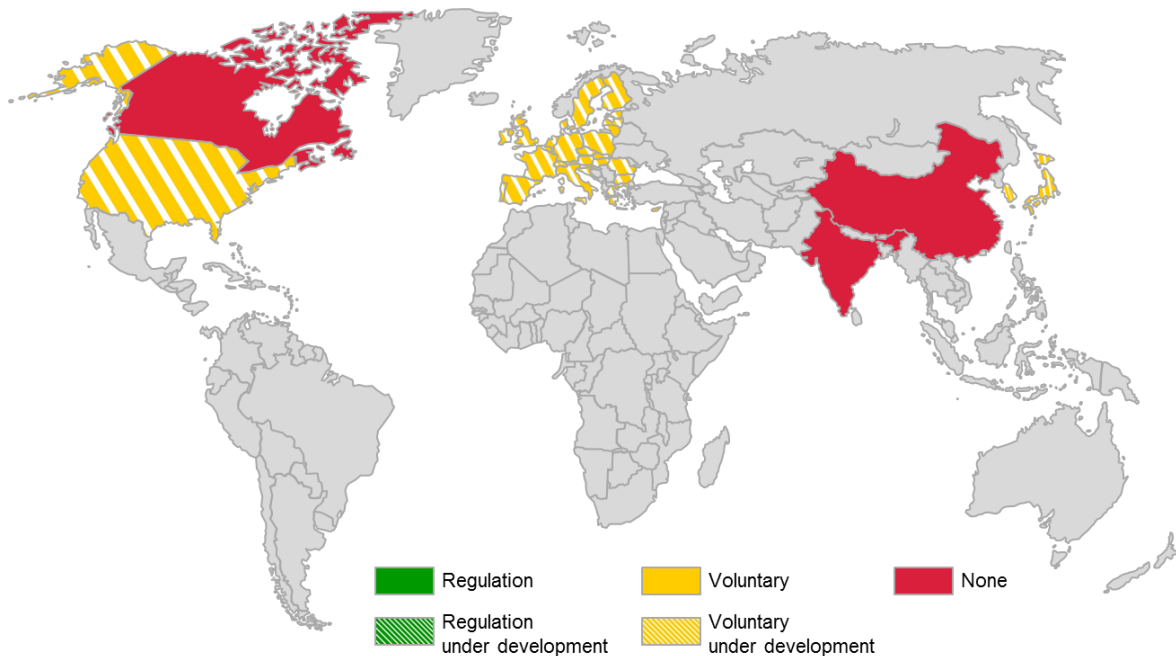 Regulation
Voluntary
None
Regulation
under development
Voluntary
under development